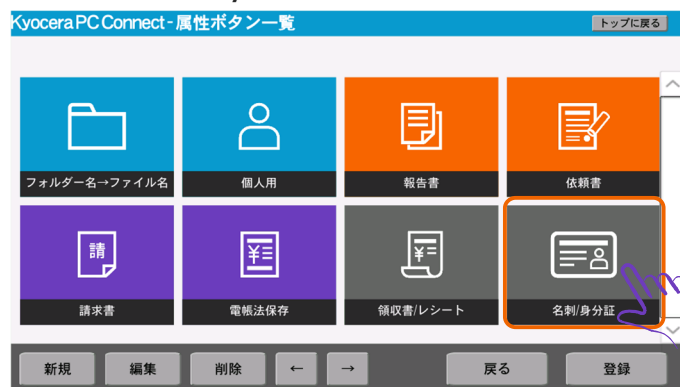 Kyocera PC Connect - 属性ボタン一覧
トップに戻る
フォルダー名→ファイル名
個人用
報告書
依頼書
請
¥
¥
請求書
電帳法保存
領収書/レシート
名刺/身分証
新規
編集
削除
←
→
戻る
登録